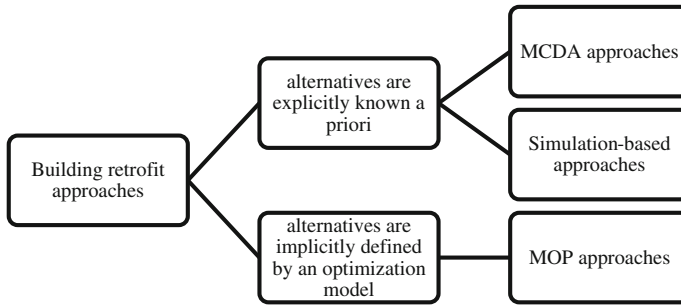 Building retrofit
approaches
alternatives are
explicitly known a
priori
MCDA approaches
Simulation-based
approaches
alternatives are
implicitly defined
by an optimization
model
MOP approaches